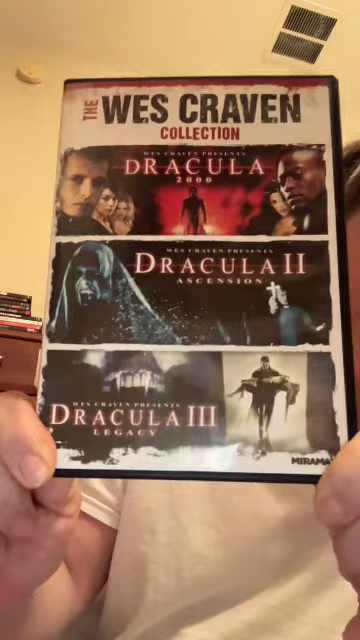 THE WES CRAVEN
COLLECTION
WES CRAVEN PRESENTS
DRACULA
2000
WES CRAVEN PRESENTS
DRACULA II
ASCENSION
WES CRAVEN PRESENTS
DRACULA III
LEGACY
MIRAMA